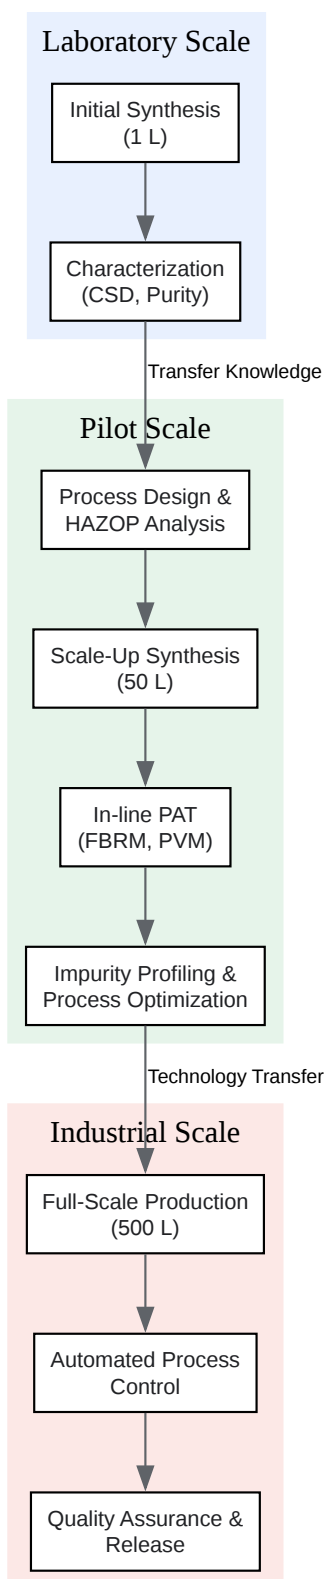 Laboratory Scale
Initial Synthesis
(1 L)
Characterization
(CSD, Purity)
Transfer Knowledge
Pilot Scale
Process Design &
HAZOP Analysis
Scale-Up Synthesis
(50 L)
In-line PAT
(FBRM, PVM)
Impurity Profiling &
Process Optimization
Technology Transfer
Industrial Scale
Full-Scale Production
(500 L)
Automated Process
Control
Quality Assurance &
Release